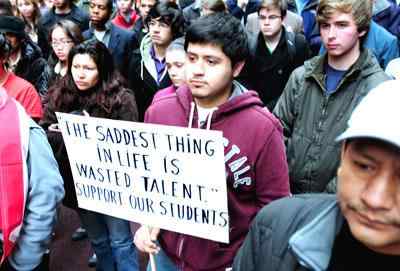 THE SADDEST THING
IN LIFE IS
WASTED TALENT."
SUPPORT OUR STUDENTS